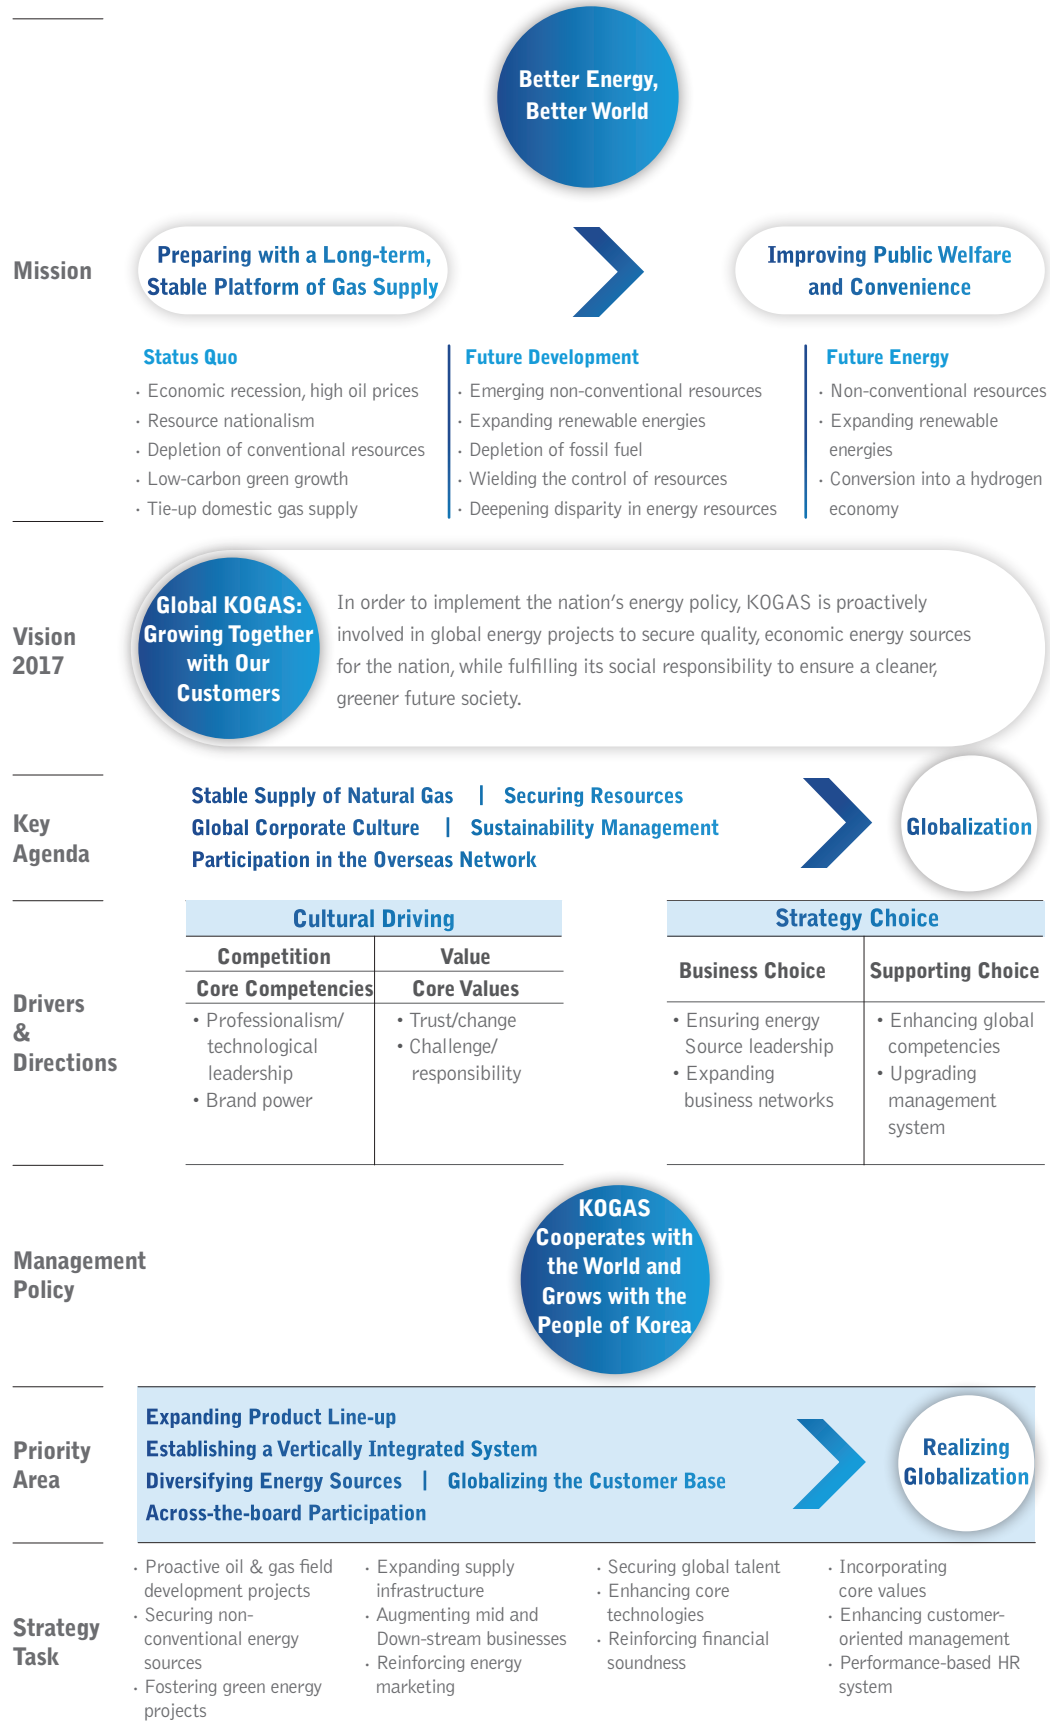 Better Energy,
Better World
Mission
Preparing with a Long-term,
Stable Platform of Gas Supply
Improving Public Welfare
and Convenience
Status Quo
· Economic recession, high oil prices
· Resource nationalism
· Depletion of conventional resources
· Low-carbon green growth
· Tie-up domestic gas supply
Future Development
· Emerging non-conventional resources
· Expanding renewable energies
· Depletion of fossil fuel
· Wielding the control of resources
· Deepening disparity in energy resources
Future Energy
· Non-conventional resources
· Expanding renewable
energies
· Conversion into a hydrogen
economy
Vision
2017
Global KOGAS:
Growing Together
with Our
Customers
In order to implement the nation's energy policy, KOGAS is proactively
involved in global energy projects to secure quality, economic energy sources
for the nation, while fulfilling its social responsibility to ensure a cleaner,
greener future society.
Key
Agenda
Stable Supply of Natural Gas | Securing Resources
Global Corporate Culture | Sustainability Management
Participation in the Overseas Network
Globalization
Drivers
&
Directions
Cultural Driving
Competition
Core Competencies
• Professionalism/
technological
leadership
• Brand power
Value
Core Values
• Trust/change
• Challenge/
responsibility
Strategy Choice
Business Choice
• Ensuring energy
Source leadership
• Expanding
business networks
Supporting Choice
• Enhancing global
competencies
• Upgrading
management
system
Management
Policy
KOGAS
Cooperates with
the World and
Grows with the
People of Korea
Priority
Area
Expanding Product Line-up
Establishing a Vertically Integrated System
Diversifying Energy Sources | Globalizing the Customer Base
Across-the-board Participation
Realizing
Globalization
Strategy
Task
· Proactive oil & gas field
development projects
· Securing non-
conventional energy
sources
· Fostering green energy
projects
· Expanding supply
infrastructure
· Augmenting mid and
Down-stream businesses
· Reinforcing energy
marketing
· Securing global talent
· Enhancing core
technologies
· Reinforcing financial
soundness
· Incorporating
core values
· Enhancing customer-
oriented management
· Performance-based HR
system